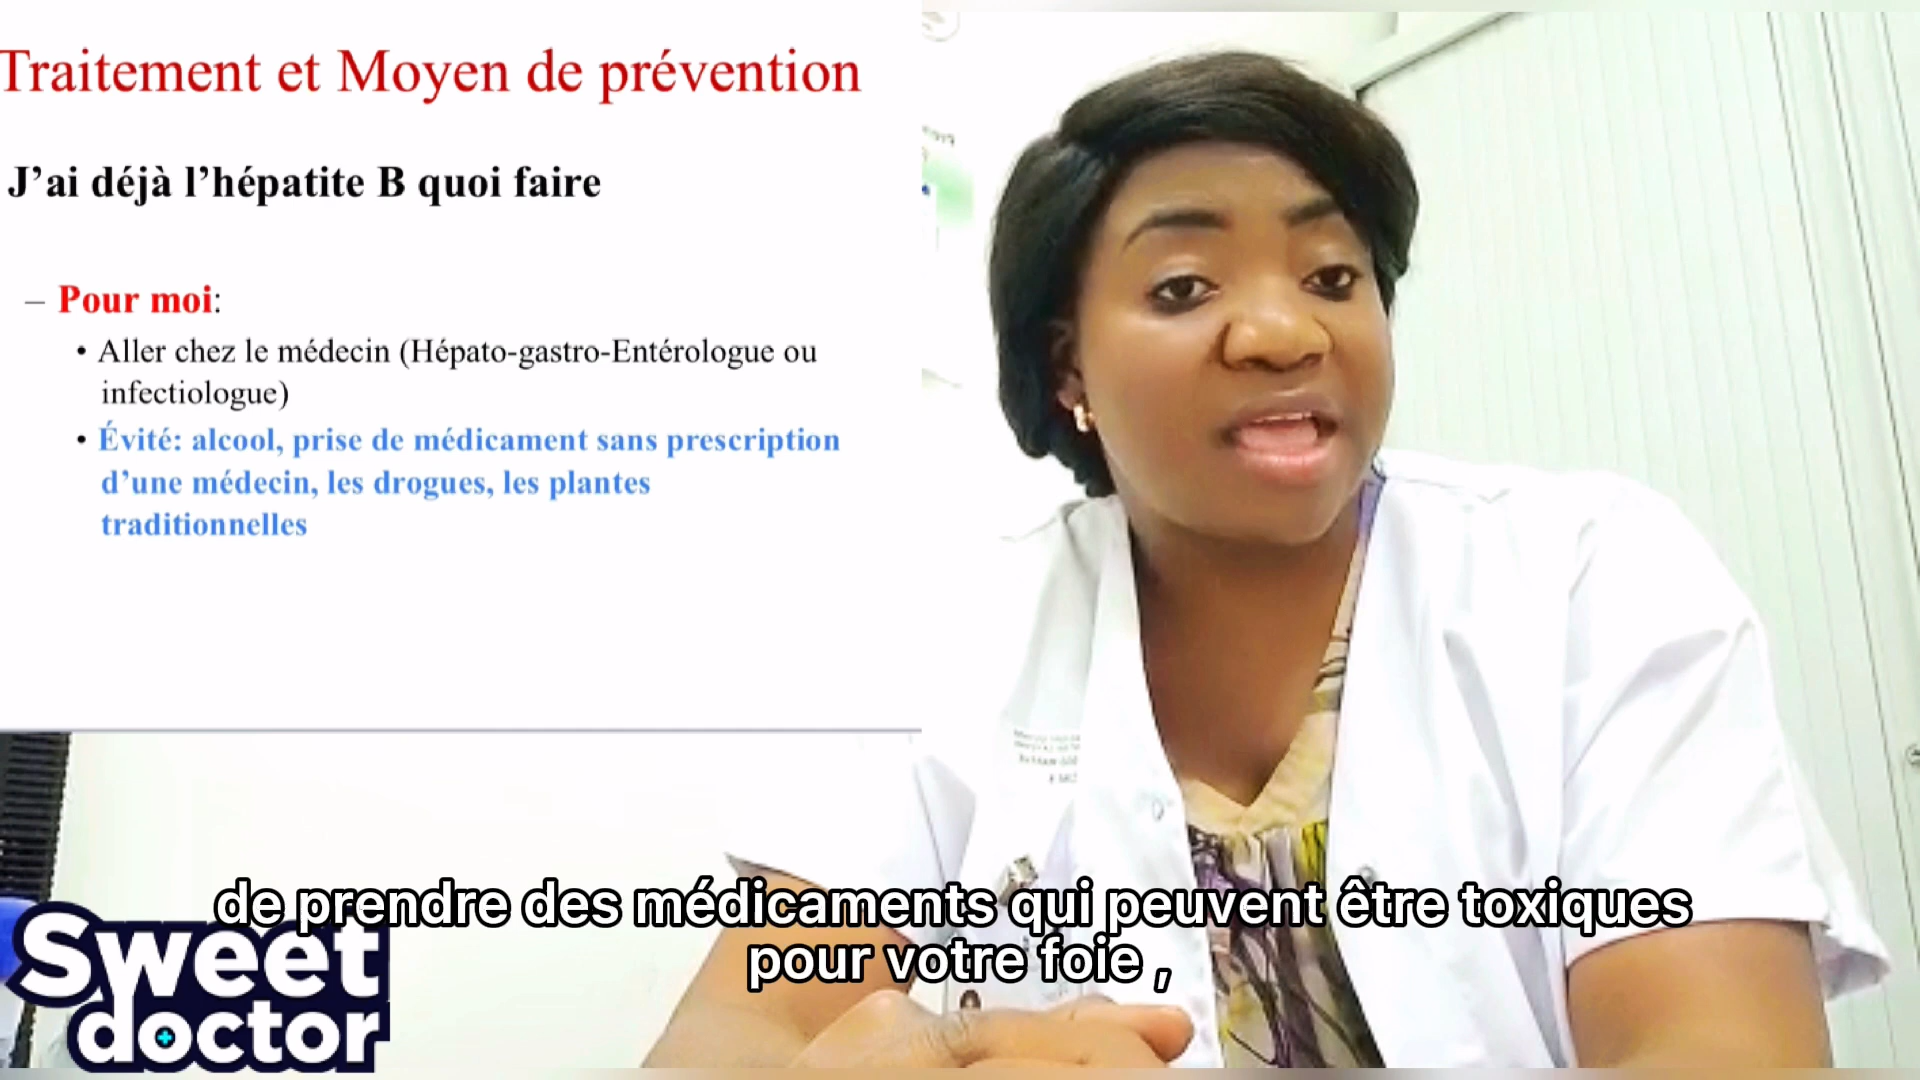 Traitement et Moyen de prévention
J’ai déjà l’hépatite B quoi faire
– Pour moi:
• Aller chez le médecin (Hépato-gastro-Entérologue ou
infectiologue)
• Évité: alcool, prise de médicament sans prescription
d’une médecin, les drogues, les plantes
traditionnelles
de prendre des médicaments qui peuvent être toxiques
pour votre foie ,
Sweet
doctor